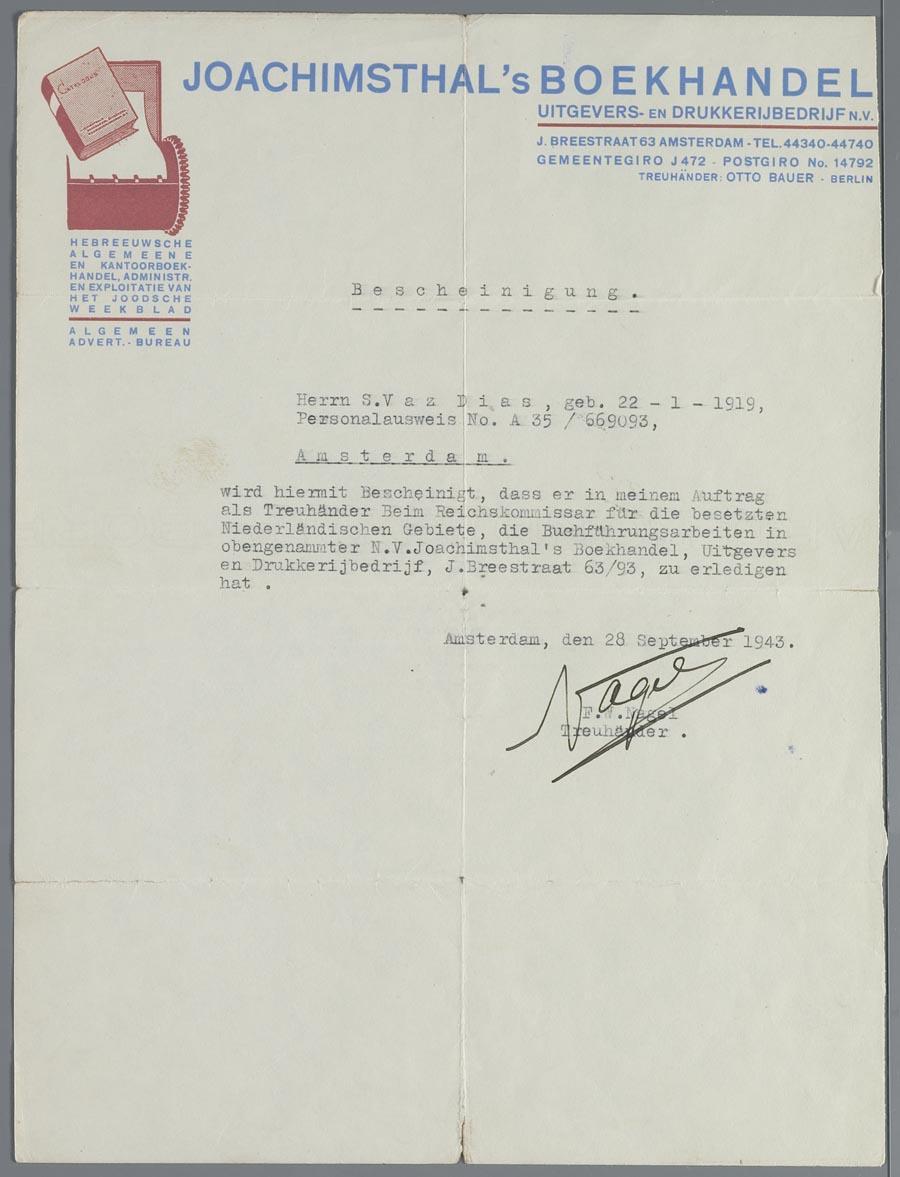 JOACHIMSTHAL's BOEKHANDEL
UITGEVERS- EN DRUKKERIJBEDRIJF N.V.
J. BREESTRAAT 63 AMSTERDAM - TEL. 44340-44740
GEMEENTEGIRO J 472 - POSTGIRO No. 14792
TREUHÄNDER: OTTO BAUER - BERLIN
CATALOGUS
HEBREEUWSCHE
ALGEMEENE
EN KANTOORBOEK-
HANDEL, ADMINISTR.
EN EXPLOITATIE VAN
HET JOODSCHE
WEEKBLAD
ALGEMEEN
ADVERT.- BUREAU
Bescheinigung.
Herrn S.Vaz Dias, geb. 22 - 1 - 1919,
Personalausweis No. A 35 / 669093,
Amsterdam.
wird hiermit Bescheinigt, dass er in meinem Auftrag
als Treuhänder Beim Reichskommissar für die besetzten
Niederländischen Gebiete, die Buchführungsarbeiten in
obengenammter N.V.Joachimsthal's Boekhandel, Uitgevers
en Drukkerijbedrijf, J.Breestraat 63/93, zu erledigen
hat .
Amsterdam, den 28 September 1943.
Nagel
F.W.Nagel
Treuhänder .